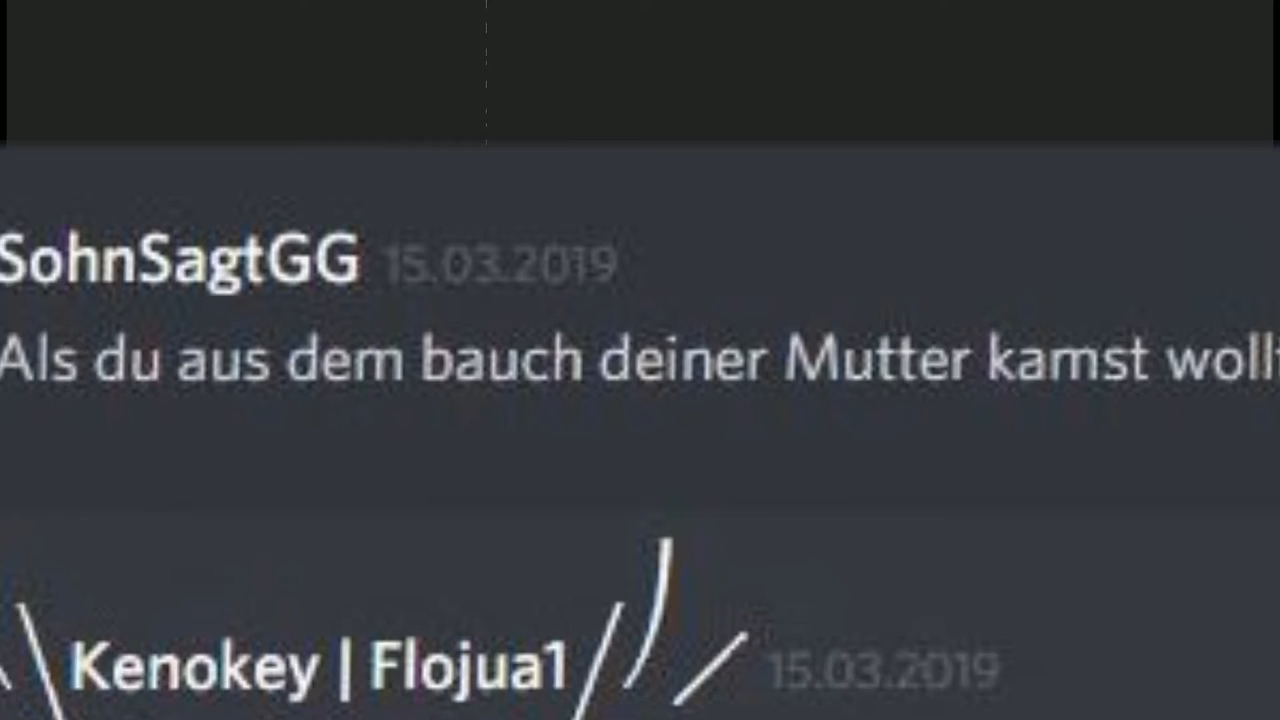 SohnSagtGG 15.03.2019
Als du aus dem bauch deiner Mutter kamst
Kenokey | Flojua1 15.03.2019